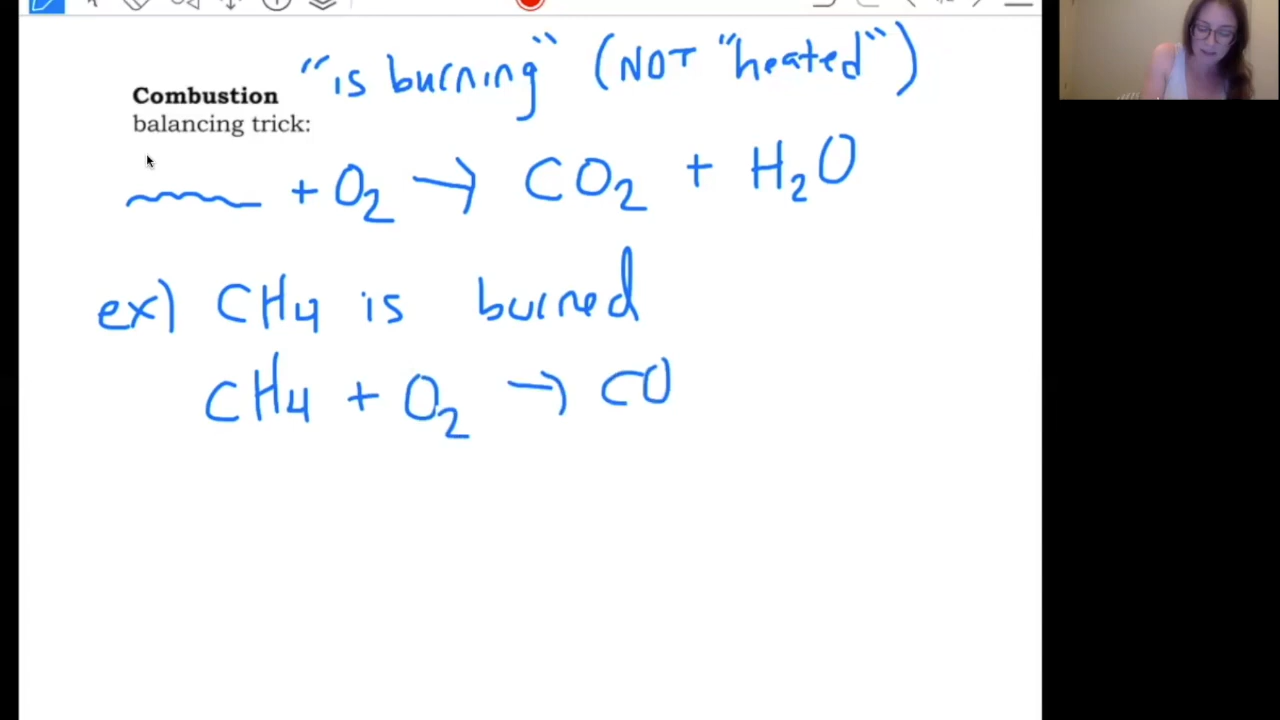 "is burning" (NOT "heated")
Combustion
balancing trick:
+ O₂ → CO₂ + H₂O
ex) CH4 is burned
CH4 + O₂ → CO